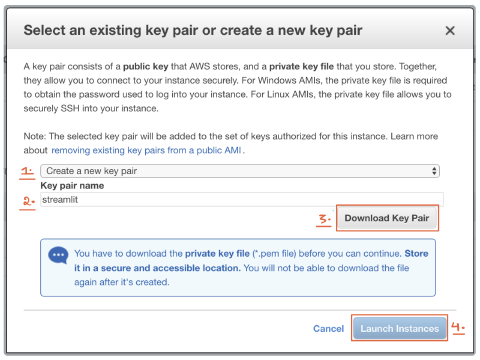 Select an existing key pair or create a new key pair ×
A key pair consists of a public key that AWS stores, and a private key file that you store. Together,
they allow you to connect to your instance securely. For Windows AMIs, the private key file is required
to obtain the password used to log into your instance. For Linux AMIs, the private key file allows you to
securely SSH into your instance.
Note: The selected key pair will be added to the set of keys authorized for this instance. Learn more
about removing existing key pairs from a public AMI.
1. Create a new key pair
Key pair name
2. streamlit
3. Download Key Pair
You have to download the private key file (*.pem file) before you can continue. Store
it in a secure and accessible location. You will not be able to download the file
again after it's created.
Cancel Launch Instances 4.